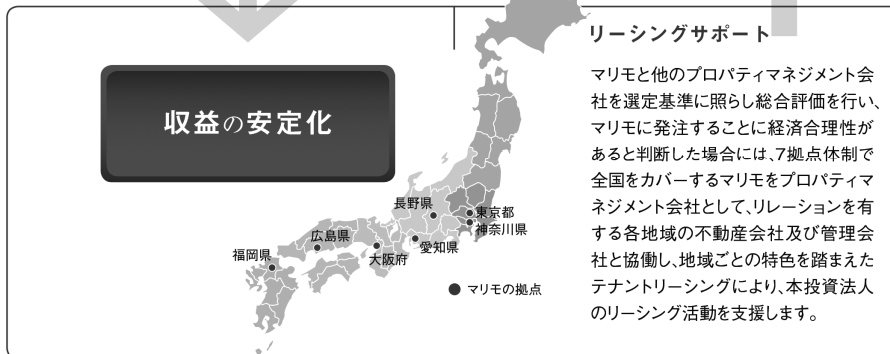 収益の安定化
長野県
東京都
神奈川県
広島県
愛知県
福岡県
大阪府
●マリモの拠点
リーシングサポート
マリモと他のプロパティマネジメント会
社を選定基準に照らし総合評価を行い、
マリモに発注することに経済合理性が
あると判断した場合には、7拠点体制で
全国をカバーするマリモをプロパティマ
ネジメント会社として、リレーションを有
する各地域の不動産会社及び管理会
社と協働し、地域ごとの特色を踏まえた
テナントリーシングにより、本投資法人
のリーシング活動を支援します。